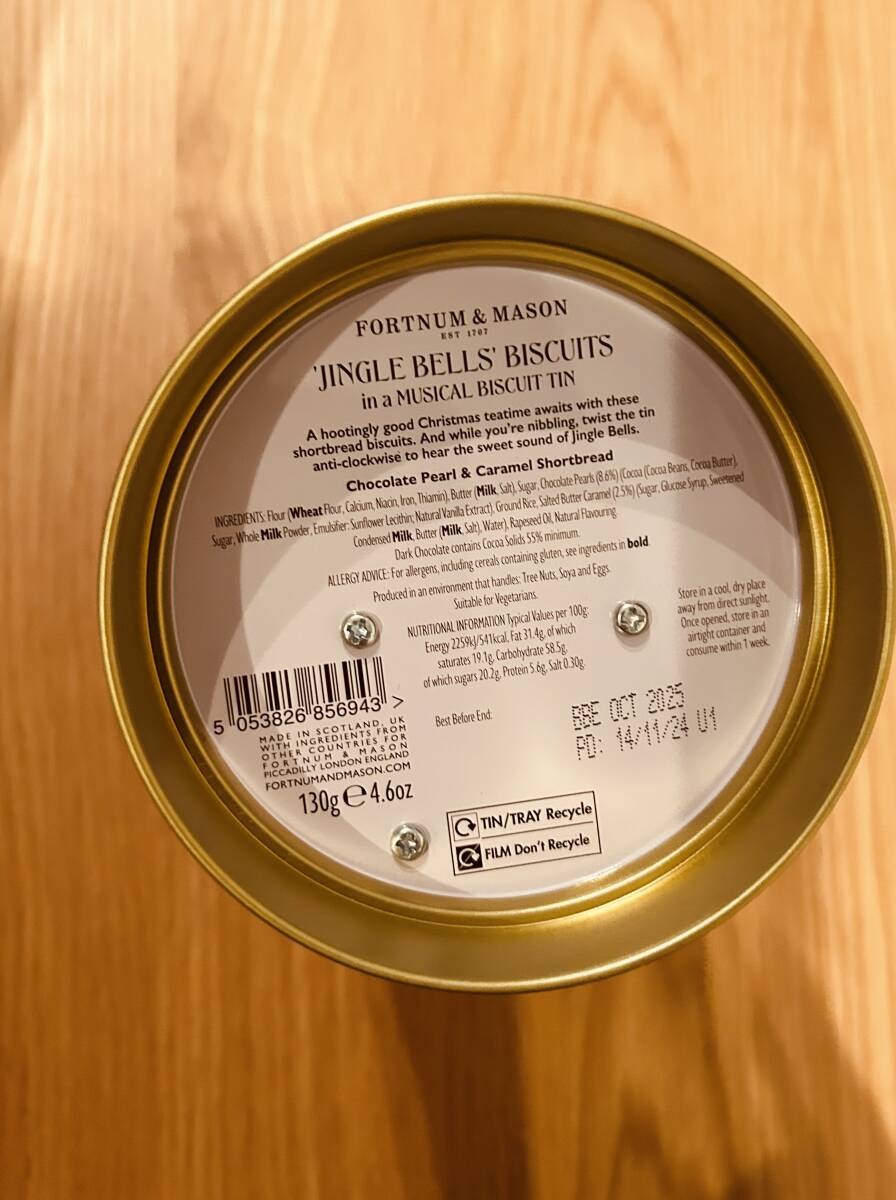 FORTNUM & MASON
EST 1707
'JINGLE BELLS' BISCUITS
in a MUSICAL BISCUIT TIN
A hootingly good Christmas teatime awaits with these
shortbread biscuits. And while you're nibbling, twist the tin
anti-clockwise to hear the sweet sound of Jingle Bells.
Chocolate Pearl & Caramel Shortbread
INGREDIENTS: Flour (Wheat Flour, Calcium, Niacin, Iron, Thiamin), Butter (Milk, Salt), Sugar, Chocolate Pearls (8.6%) (Cocoa (Cocoa Beans, Cocoa Butter),
Sugar, Whole Milk Powder, Emulsifier: Sunflower Lecithin; Natural Vanilla Extract), Ground Rice, Salted Butter Caramel (2.5%) (Sugar, Glucose Syrup, Sweetened
Condensed Milk, Butter (Milk, Salt), Water), Rapeseed Oil, Natural Flavouring.
Dark Chocolate contains Cocoa Solids 55% minimum.
ALLERGY ADVICE: For allergens, including cereals containing gluten, see ingredients in bold.
Produced in an environment that handles: Tree Nuts, Soya and Eggs.
Suitable for Vegetarians.
NUTRITIONAL INFORMATION Typical Values per 100g:
Energy 2259kJ/541kcal, Fat 31.4g, of which
saturates 19.1g, Carbohydrate 58.5g,
of which sugars 20.2g, Protein 5.6g, Salt 0.30g.
Store in a cool, dry place
away from direct sunlight.
Once opened, store in an
airtight container and
consume within 1 week.
5 053826 856943 >
MADE IN SCOTLAND, UK
WITH INGREDIENTS FROM
OTHER COUNTRIES FOR
FORTNUM & MASON
PICCADILLY LONDON ENGLAND
FORTNUMANDMASON.COM
130g e 4.6oz
Best Before End:
BBE OCT 2025
PD: 14/11/24 U1
TIN/TRAY Recycle
FILM Don't Recycle